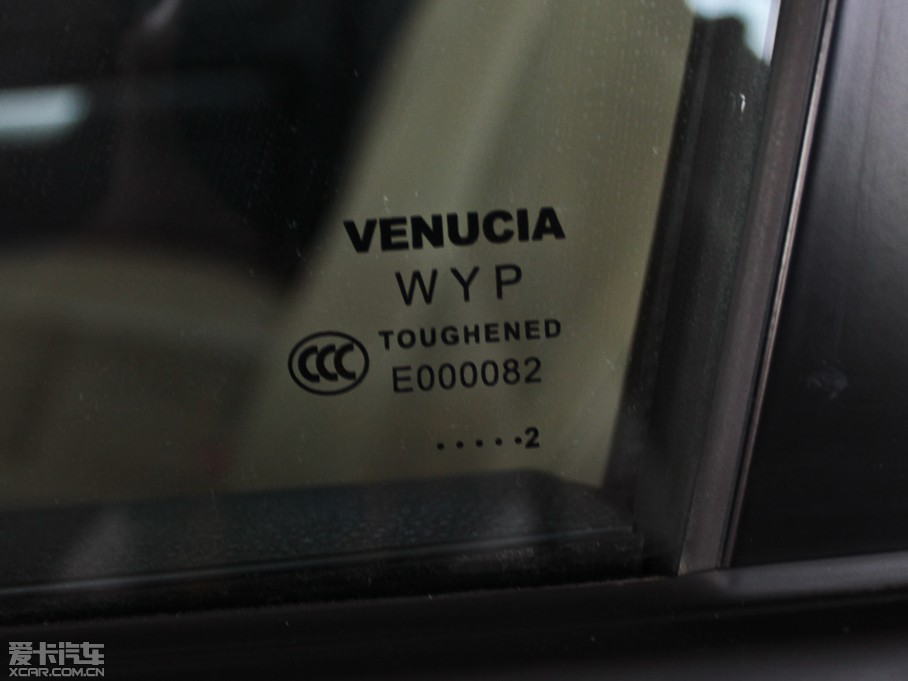 VENUCIA
WYP
CCC TOUGHENED
E000082
.....2
爱卡汽车
XCAR.COM.CN